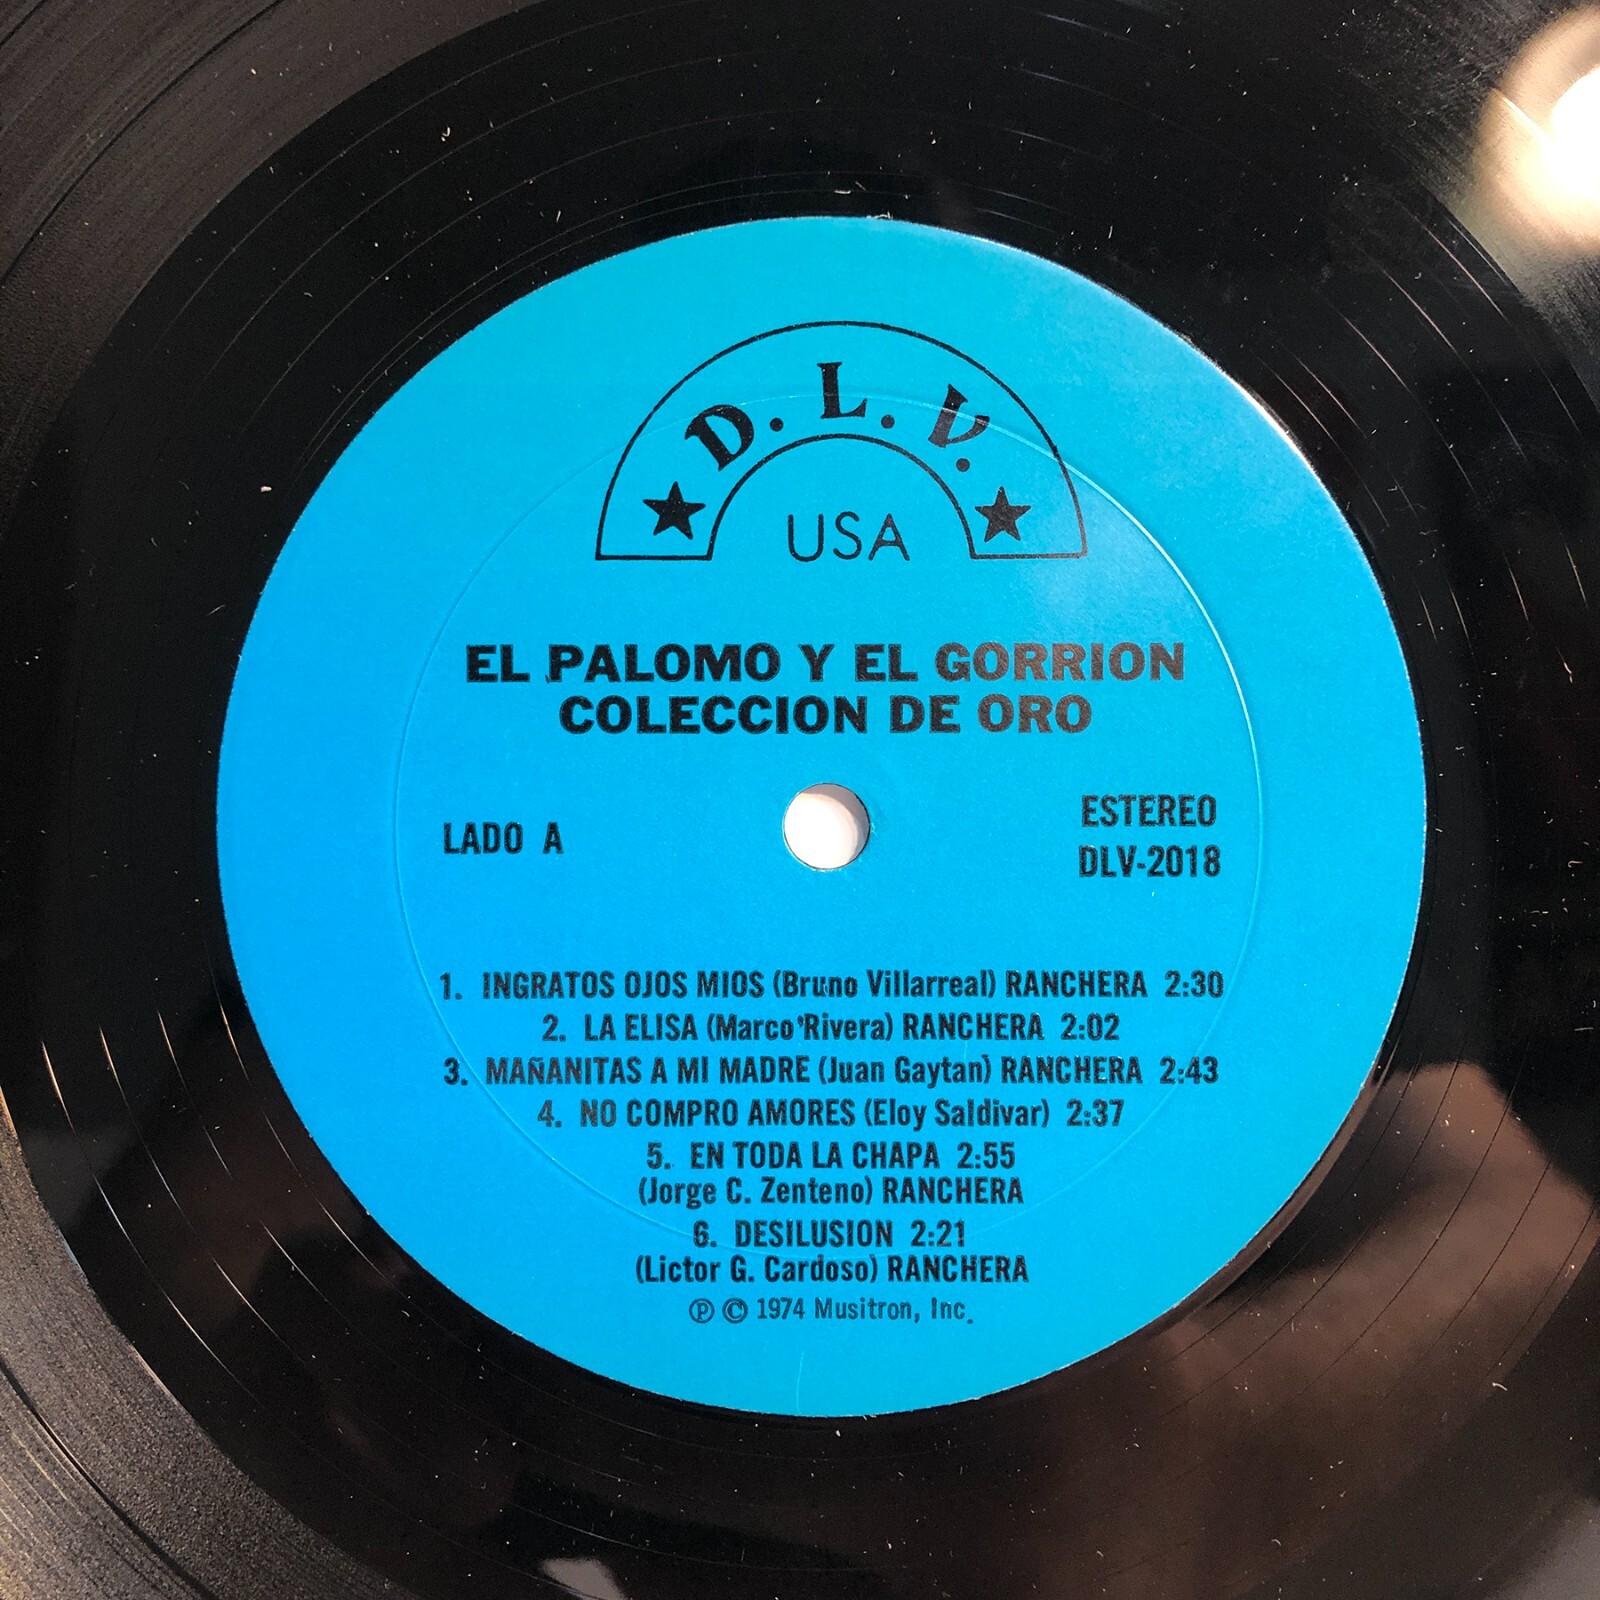 D. L. V.
USA
EL PALOMO Y EL GORRION
COLECCION DE ORO
LADO A
ESTEREO
DLV-2018
1. INGRATOS OJOS MIOS (Bruno Villarreal) RANCHERA 2:30
2. LA ELISA (Marco Rivera) RANCHERA 2:02
3. MAÑANITAS A MI MADRE (Juan Gaytan) RANCHERA 2:43
4. NO COMPRO AMORES (Eloy Saldivar) 2:37
5. EN TODA LA CHAPA 2:55
(Jorge C. Zenteno) RANCHERA
6. DESILUSION 2:21
(Lictor G. Cardoso) RANCHERA
℗ © 1974 Musitron, Inc.